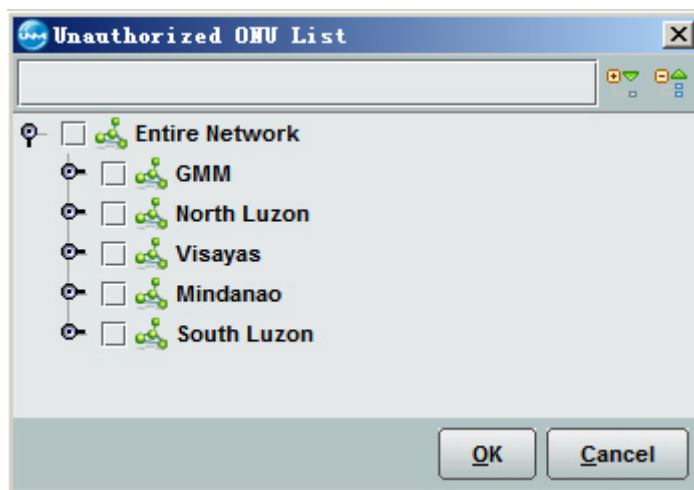 Unauthorized ONU List
Entire Network
GMM
North Luzon
Visayas
Mindanao
South Luzon
OK
Cancel